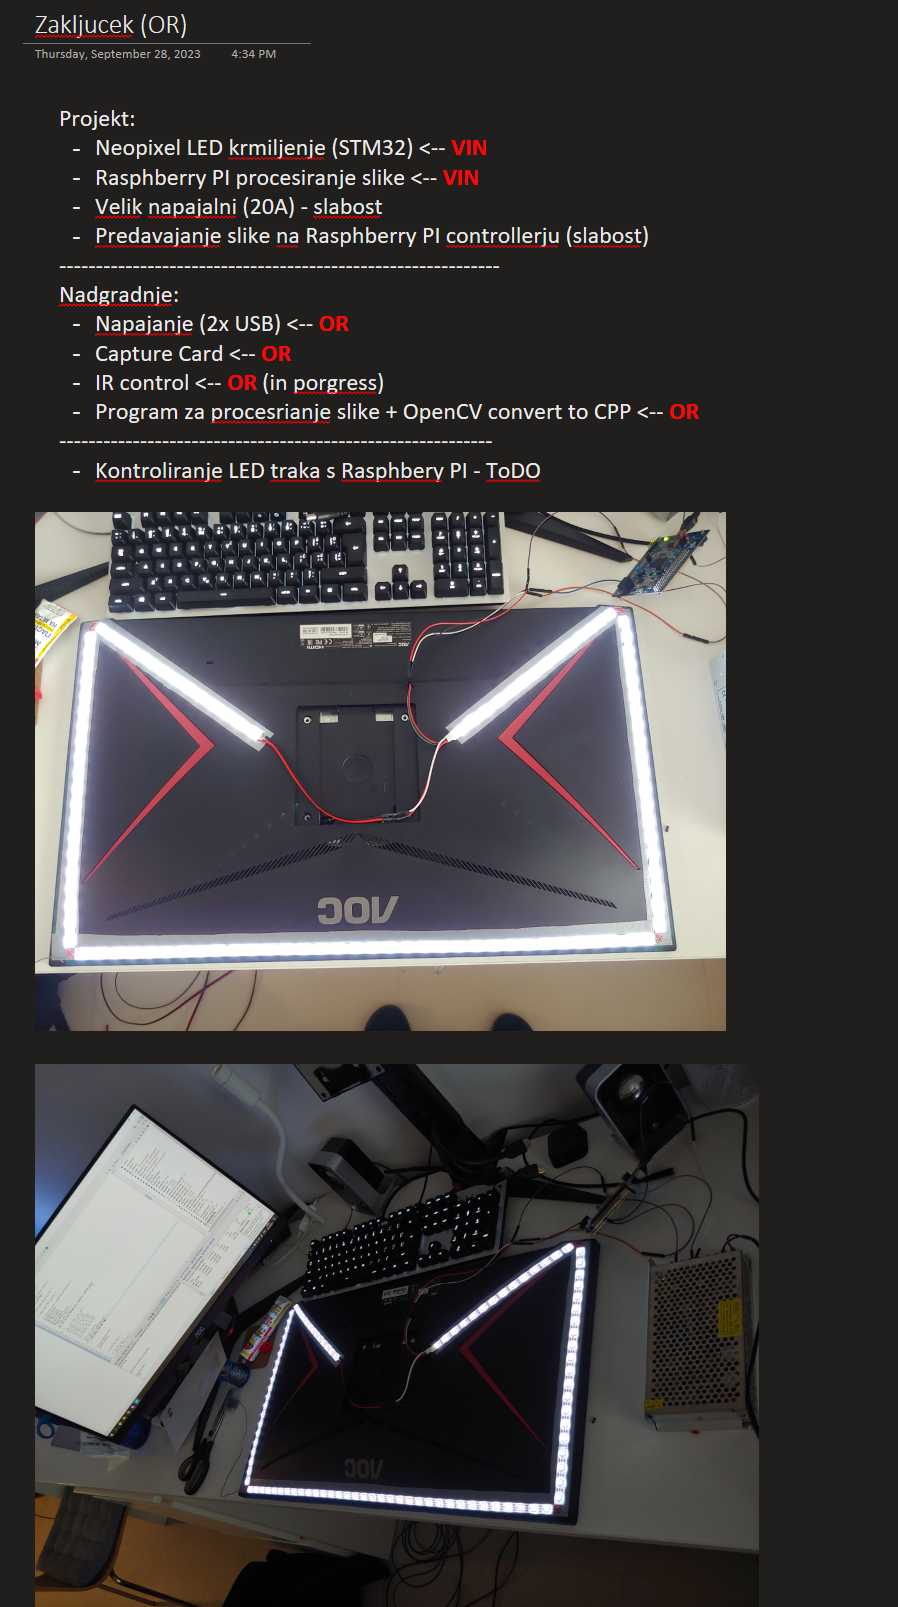 Zakljucek (OR)
Thursday, September 28, 2023 4:34 PM
Projekt:
- Neopixel LED krmiljenje (STM32) <-- VIN
- Rasphberry PI procesiranje slike <-- VIN
- Velik napajalni (20A) - slabost
- Predavajanje slike na Rasphberry PI controllerju (slabost)
------------------------------------------------------------
Nadgradnje:
- Napajanje (2x USB) <-- OR
- Capture Card <-- OR
- IR control <-- OR (in porgress)
- Program za procesrianje slike + OpenCV convert to CPP <-- OR
-----------------------------------------------------------
- Kontroliranje LED traka s Rasphbery PI - ToDO
AOC
AOC